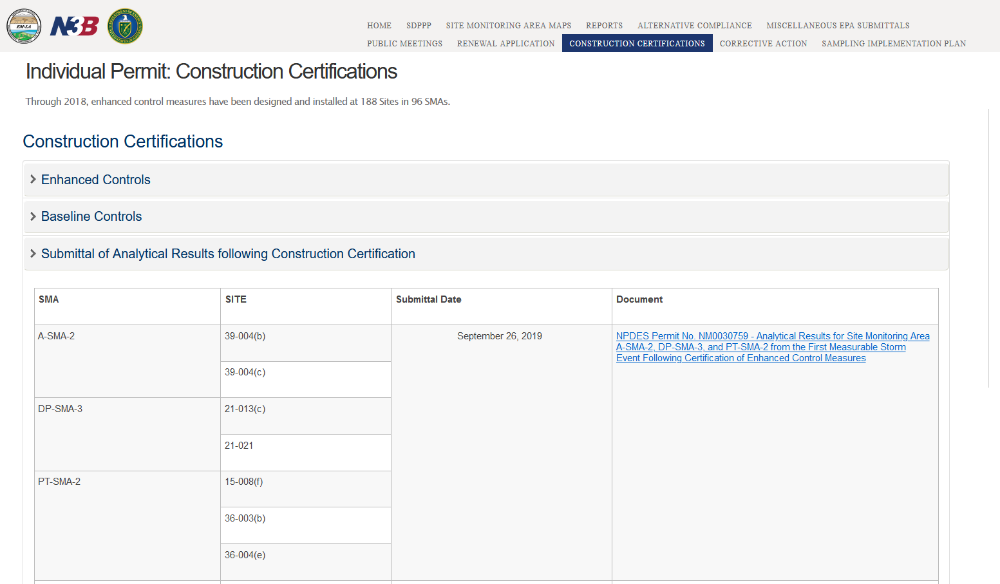 EM-LA
N3B
HOME SDPPP SITE MONITORING AREA MAPS REPORTS ALTERNATIVE COMPLIANCE MISCELLANEOUS EPA SUBMITTALS
PUBLIC MEETINGS RENEWAL APPLICATION CONSTRUCTION CERTIFICATIONS CORRECTIVE ACTION SAMPLING IMPLEMENTATION PLAN
Individual Permit: Construction Certifications
Through 2018, enhanced control measures have been designed and installed at 188 Sites in 96 SMAs.
Construction Certifications
Enhanced Controls
Baseline Controls
Submittal of Analytical Results following Construction Certification
SMA SITE Submittal Date Document
A-SMA-2 39-004(b) September 26, 2019 NPDES Permit No. NM0030759 - Analytical Results for Site Monitoring Area
A-SMA-2, DP-SMA-3, and PT-SMA-2 from the First Measurable Storm
Event Following Certification of Enhanced Control Measures
39-004(c)
DP-SMA-3 21-013(c)
21-021
PT-SMA-2 15-008(f)
36-003(b)
36-004(e)